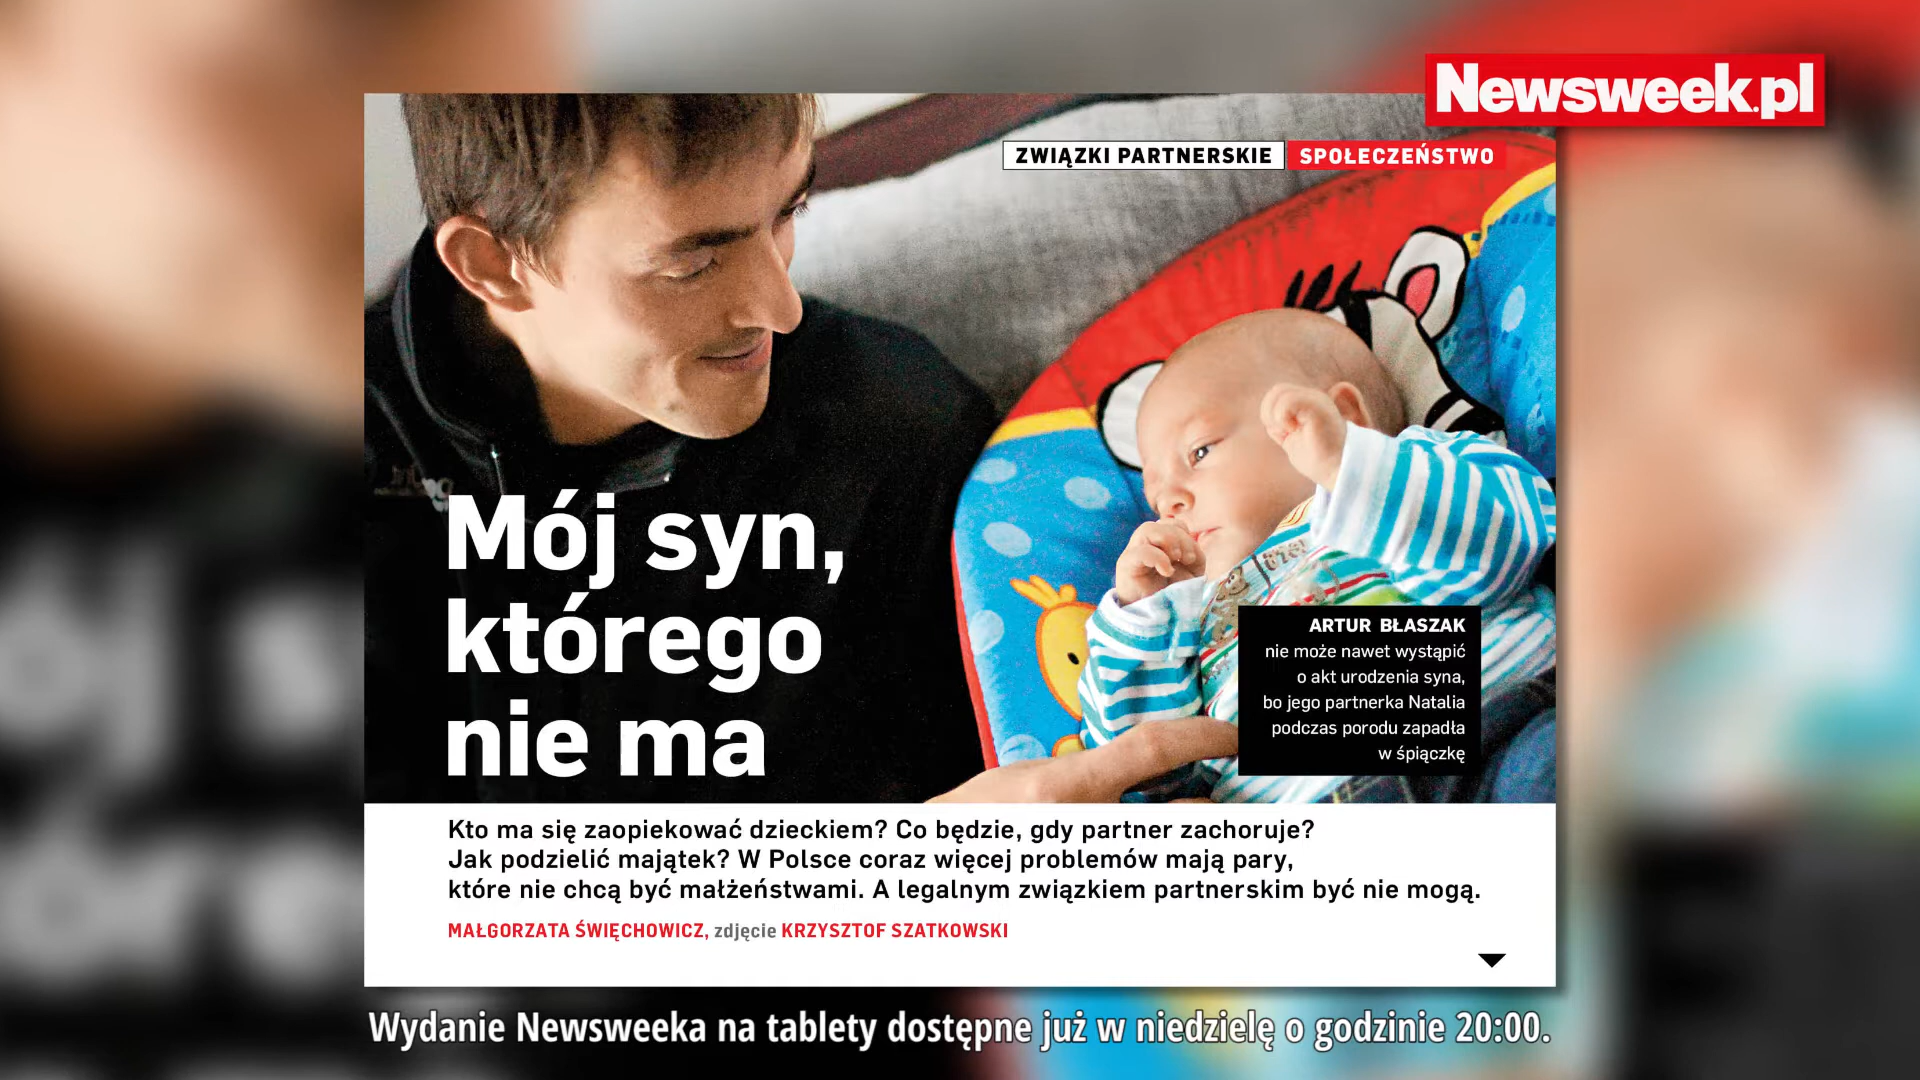 Newsweek.pl
ZWIĄZKI PARTNERSKIE SPOŁECZEŃSTWO
Mój syn,
którego
nie ma
ARTUR BŁASZAK
nie może nawet wystąpić
o akt urodzenia syna,
bo jego partnerka Natalia
podczas porodu zapadła
w śpiączkę
Kto ma się zaopiekować dzieckiem? Co będzie, gdy partner zachoruje?
Jak podzielić majątek? W Polsce coraz więcej problemów mają pary,
które nie chcą być małżeństwami. A legalnym związkiem partnerskim być nie mogą.
MAŁGORZATA ŚWIĘCHOWICZ, zdjęcie KRZYSZTOF SZATKOWSKI
Wydanie Newsweeka na tablety dostępne już w niedzielę o godzinie 20:00.